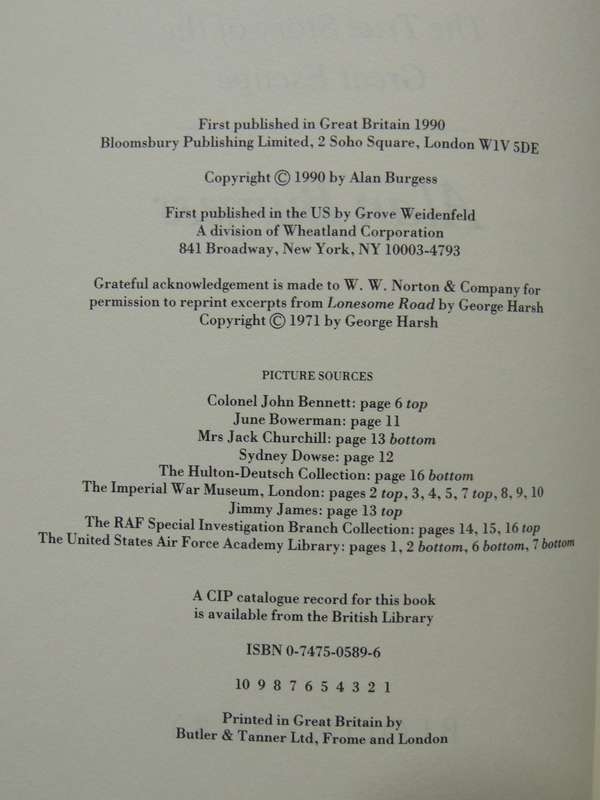 First published in Great Britain 1990
Bloomsbury Publishing Limited, 2 Soho Square, London W1V 5DE
Copyright © 1990 by Alan Burgess
First published in the US by Grove Weidenfeld
A division of Wheatland Corporation
841 Broadway, New York, NY 10003-4793
Grateful acknowledgement is made to W. W. Norton & Company for
permission to reprint excerpts from Lonesome Road by George Harsh
Copyright © 1971 by George Harsh
PICTURE SOURCES
Colonel John Bennett: page 6 top
June Bowerman: page 11
Mrs Jack Churchill: page 13 bottom
Sydney Dowse: page 12
The Hulton-Deutsch Collection: page 16 bottom
The Imperial War Museum, London: pages 2 top, 3, 4, 5, 7 top, 8, 9, 10
Jimmy James: page 13 top
The RAF Special Investigation Branch Collection: pages 14, 15, 16 top
The United States Air Force Academy Library: pages 1, 2 bottom, 6 bottom, 7 bottom
A CIP catalogue record for this book
is available from the British Library
ISBN 0-7475-0589-6
10 9 8 7 6 5 4 3 2 1
Printed in Great Britain by
Butler & Tanner Ltd, Frome and London